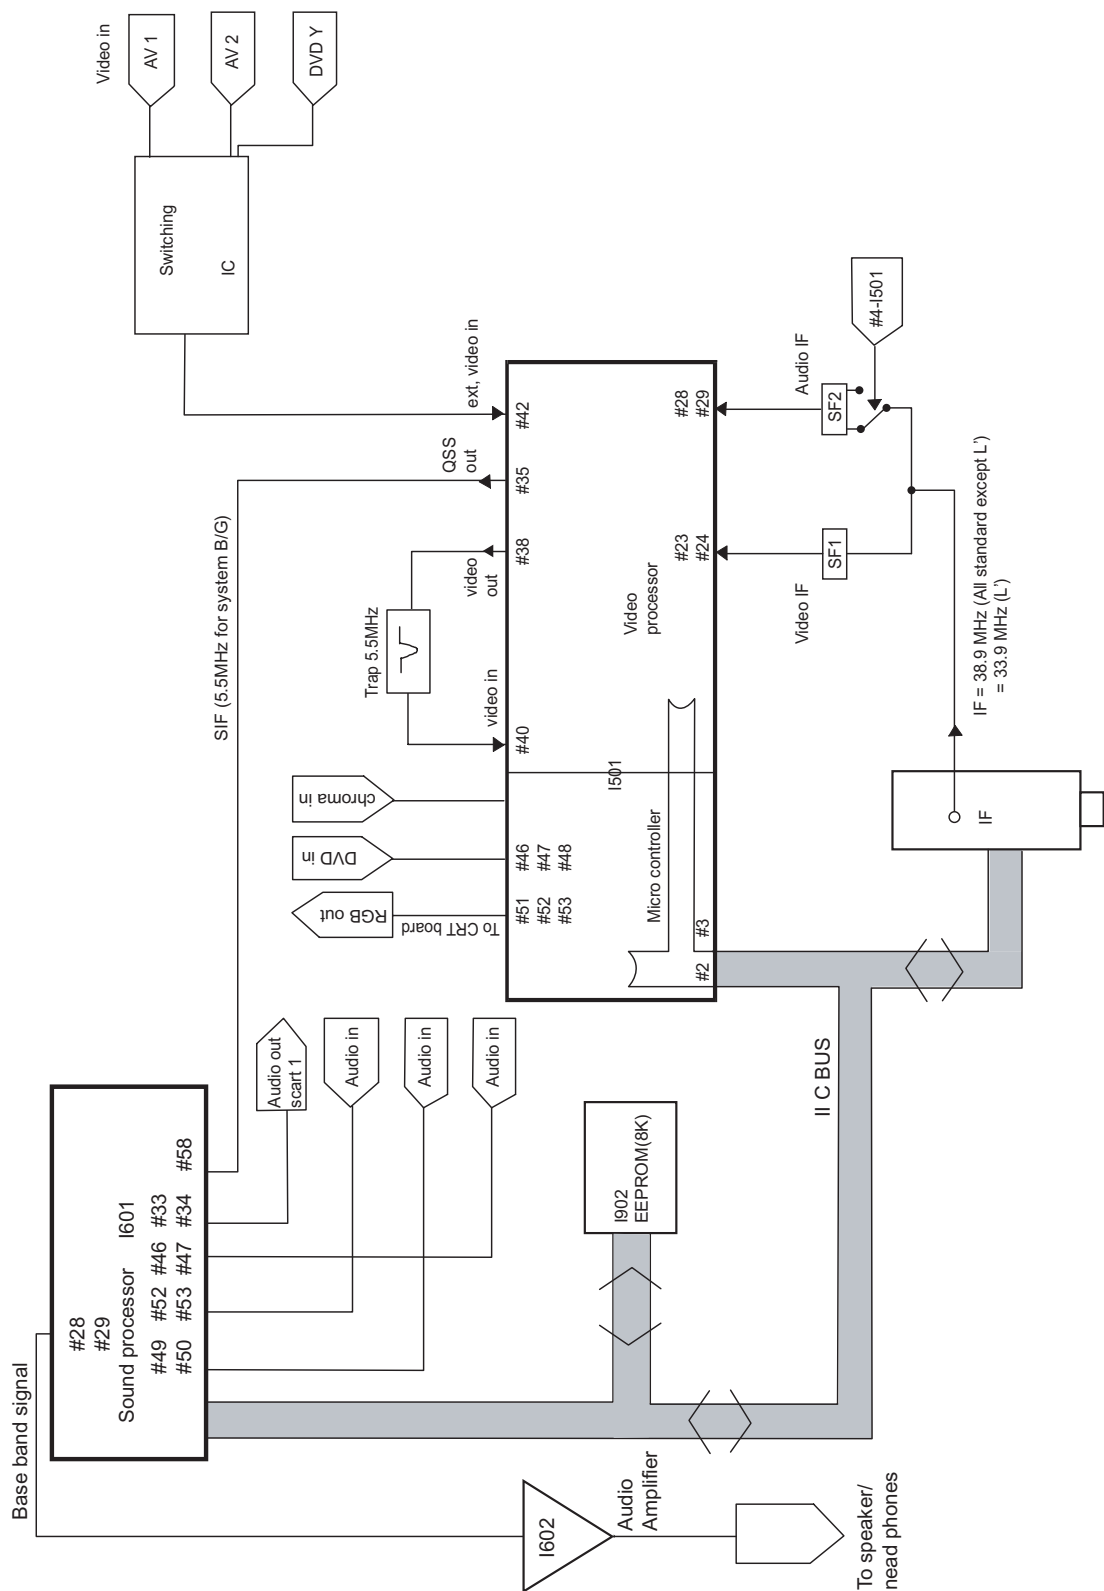 Video in
AV 1
AV 2
DVD Y
Switching
IC
ext, video in
QSS
out
SIF (5.5MHz for system B/G)
video
out
Trap 5.5MHz
video in
chroma in
DVD in
RGB out
To CRT board
#42
#35
#38
#40
#46
#47
#48
#51
#52
#53
#28
#29
#23
#24
Video
processor
I501
Micro controller
#3
#2
Audio IF
SF2
#4-I501
Video IF
SF1
IF = 38.9 MHz (All standard except L')
= 33.9 MHz (L')
IF
II C BUS
I902
EEPROM(8K)
Audio out
scart 1
Audio in
Audio in
Audio in
Base band signal
#28
#29
Sound processor
I601
#49
#50
#52
#53
#46
#47
#33
#34
#58
I602
Audio
Amplifier
To speaker/
nead phones